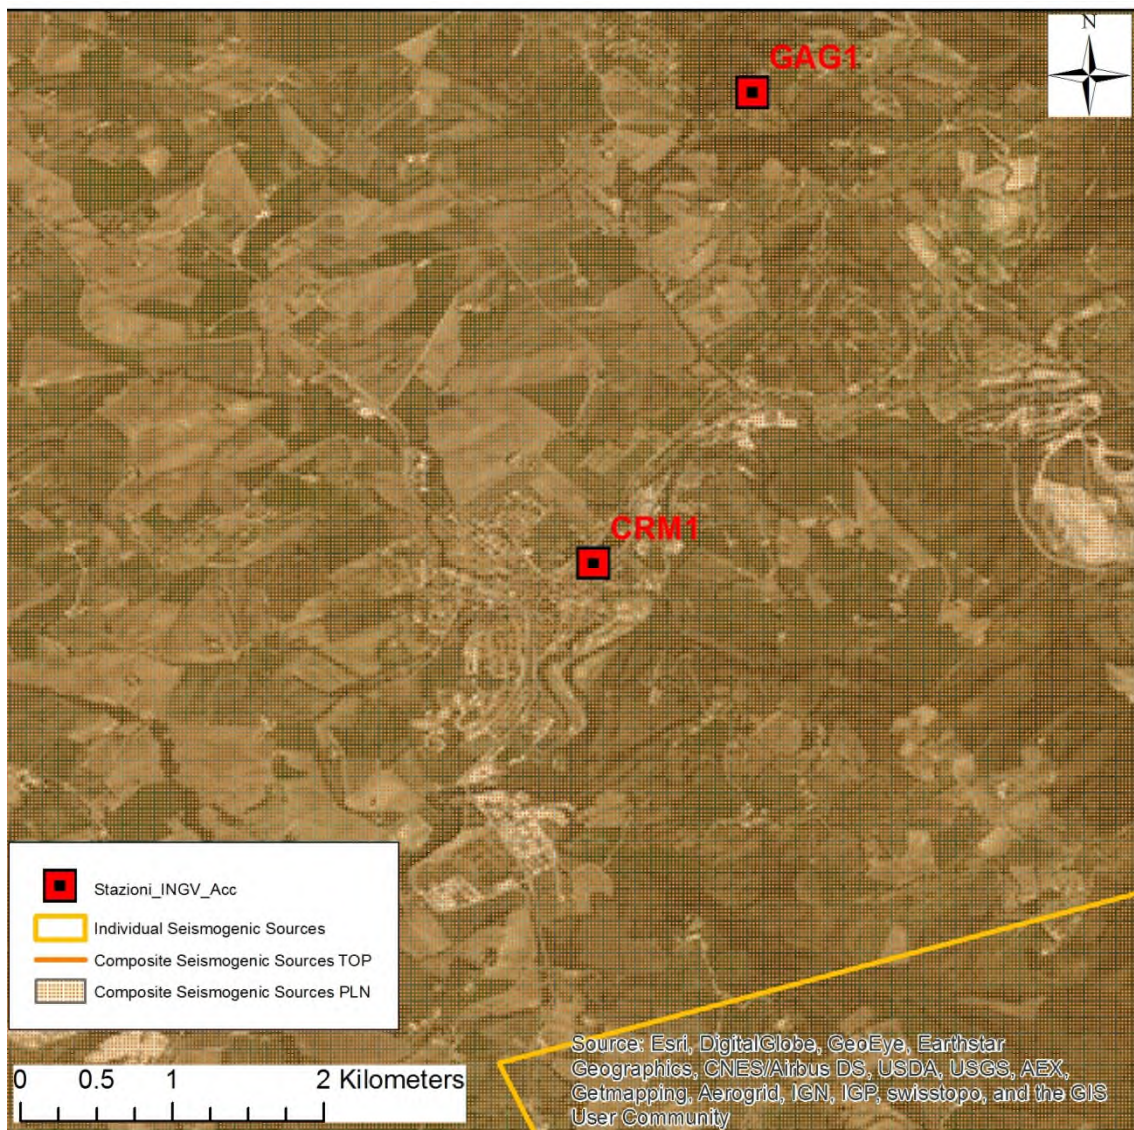 N
GAG1
CRM1
Stazioni_INGV_Acc
Individual Seismogenic Sources
Composite Seismogenic Sources TOP
Composite Seismogenic Sources PLN
0 0.5 1 2 Kilometers
Source: Esri, DigitalGlobe, GeoEye, Earthstar
Geographics, CNES/Airbus DS, USDA, USGS, AEX,
Getmapping, Aerogrid, IGN, IGP, swisstopo, and the GIS
User Community